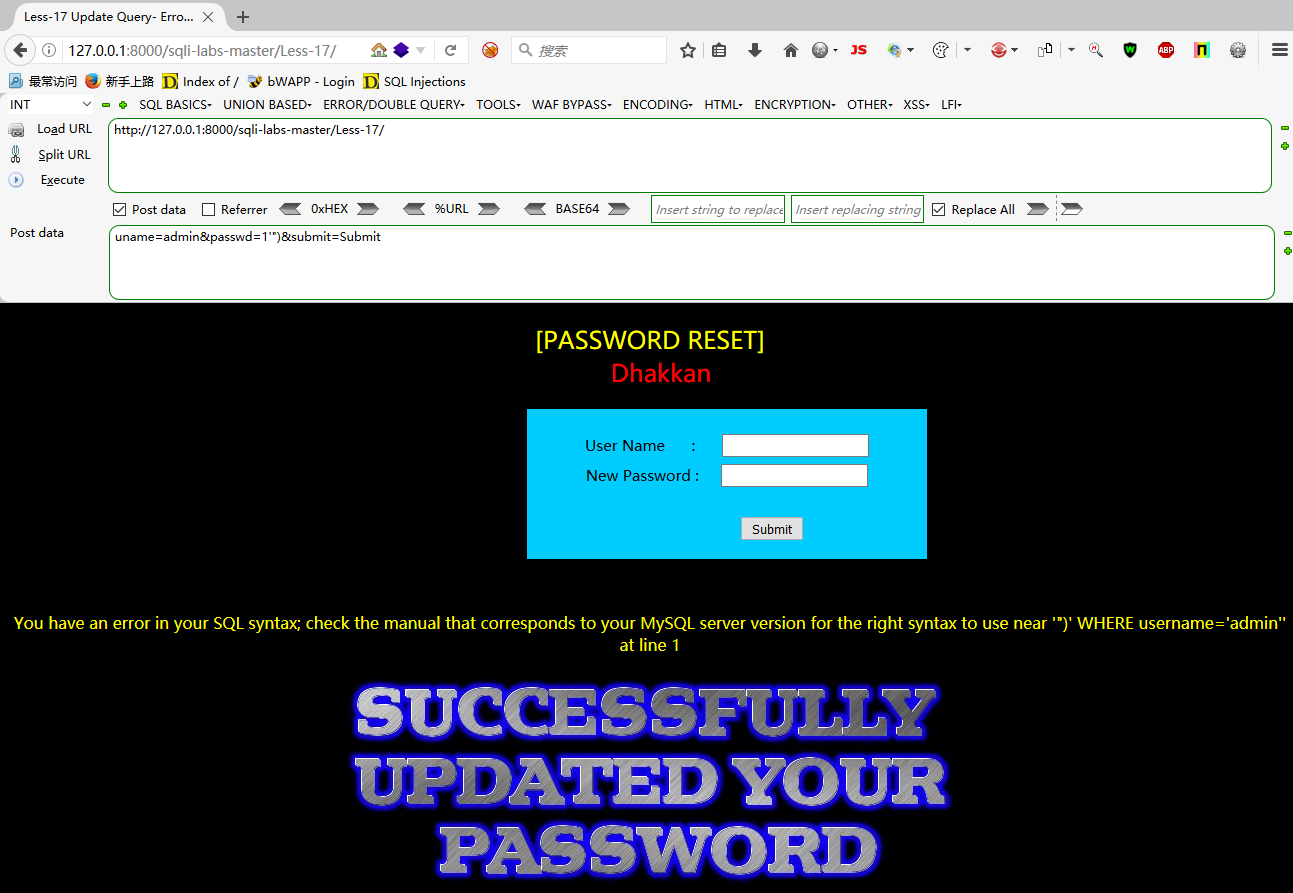 Less-17 Update Query- Erro...
127.0.0.1:8000/sqli-labs-master/Less-17/
搜索
JS
ABP
最常访问 新手上路 Index of / bWAPP - Login SQL Injections
INT SQL BASICS UNION BASED ERROR/DOUBLE QUERY TOOLS WAF BYPASS ENCODING HTML ENCRYPTION OTHER XSS LFI
Load URL
http://127.0.0.1:8000/sqli-labs-master/Less-17/
Split URL
Execute
Post data Referrer 0xHEX %URL BASE64 Insert string to replace Insert replacing string Replace All
Post data
uname=admin&passwd=1'")&submit=Submit
[PASSWORD RESET]
Dhakkan
User Name :
New Password :
Submit
You have an error in your SQL syntax; check the manual that corresponds to your MySQL server version for the right syntax to use near '")' WHERE username='admin''
at line 1
SUCCESSFULLY
UPDATED YOUR
PASSWORD